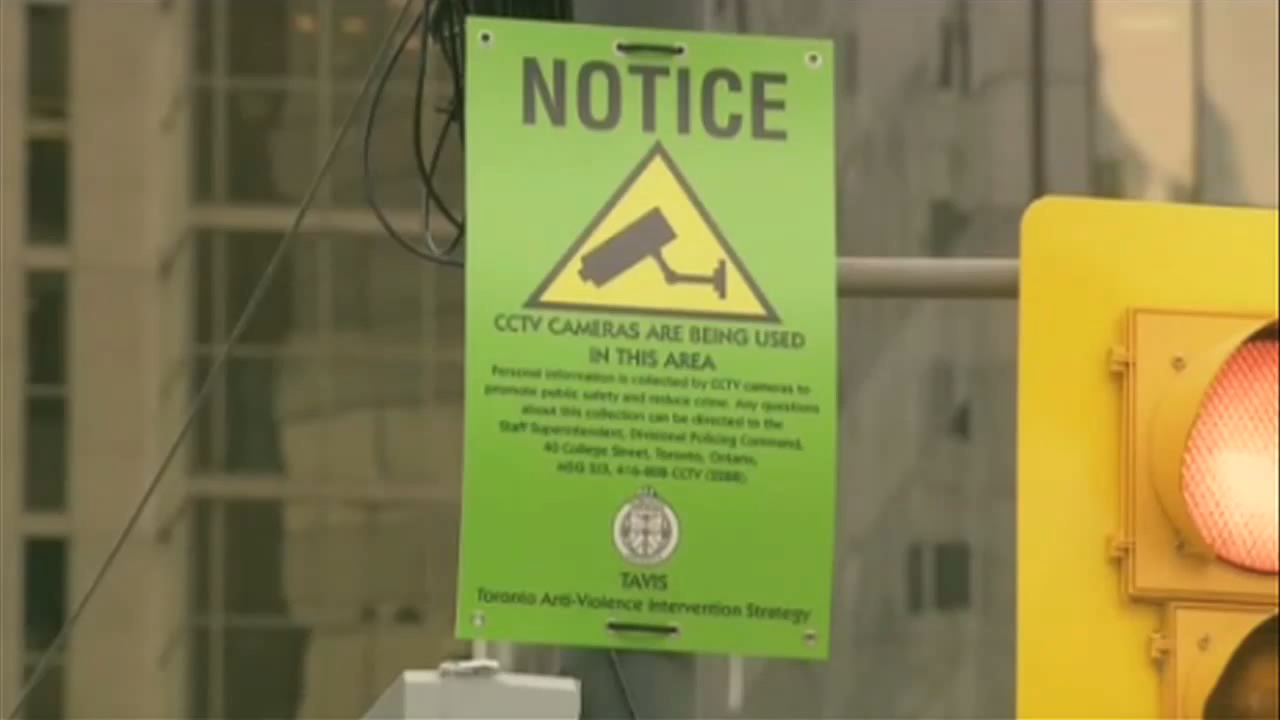 NOTICE
CCTV CAMERAS ARE BEING USED
IN THIS AREA
Personal information is collected by CCTV cameras to
promote public safety and reduce crime. Any questions
about this collection can be directed to the
Staff Superintendent, Divisional Policing Command,
40 College Street, Toronto, Ontario,
CCTV
TAVIS
Toronto Anti-Violence Intervention Strategy